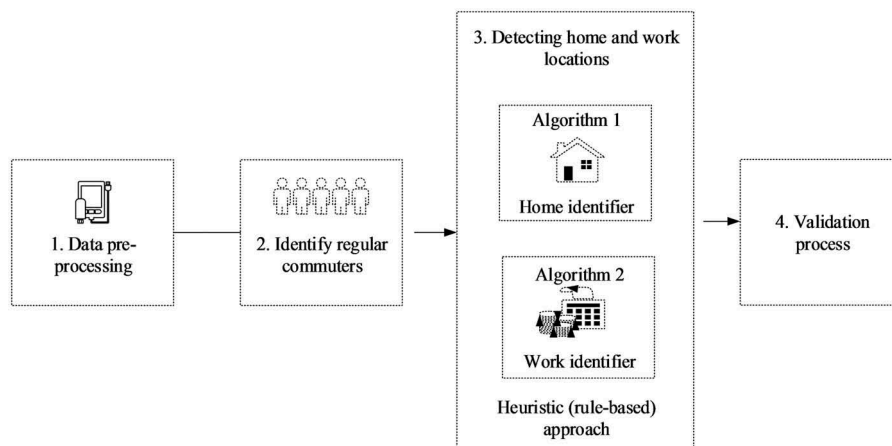 1. Data pre-
processing
2. Identify regular
commuters
3. Detecting home and work
locations
Algorithm 1
Home identifier
Algorithm 2
Work identifier
Heuristic (rule-based)
approach
4. Validation
process